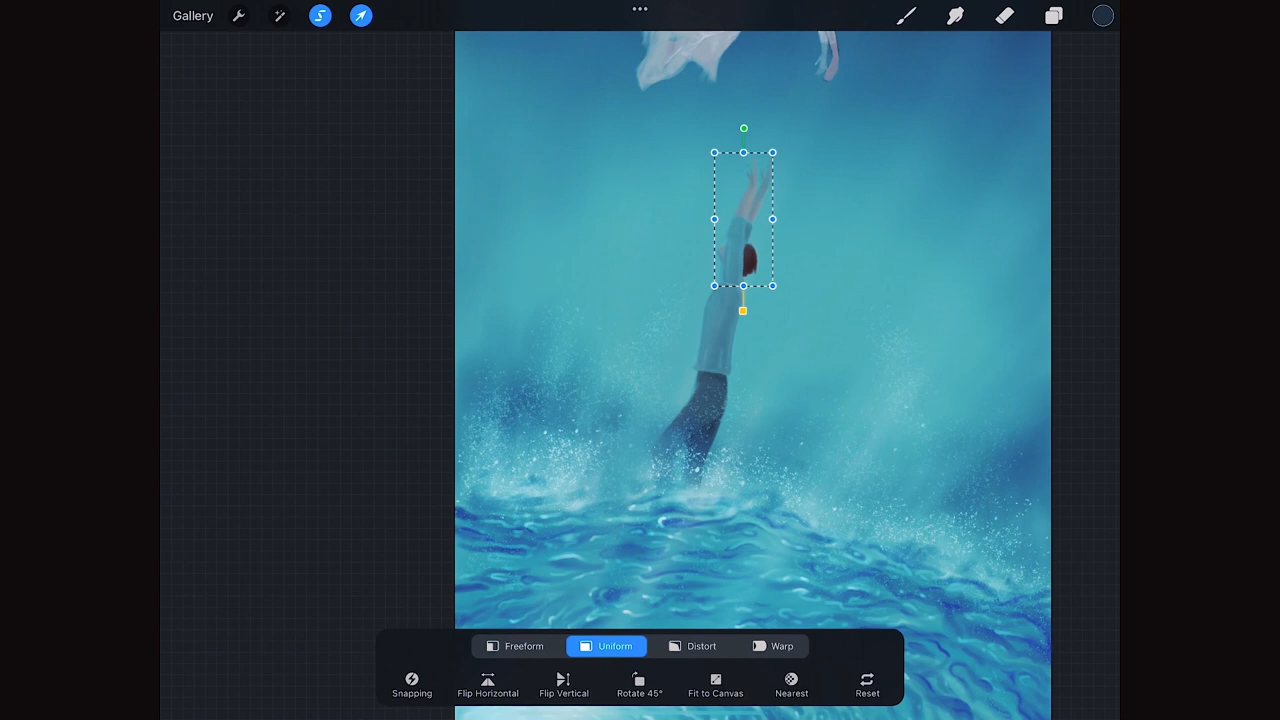 Gallery
Freeform Uniform Distort Warp
Snapping Flip Horizontal Flip Vertical Rotate 45° Fit to Canvas Nearest Reset